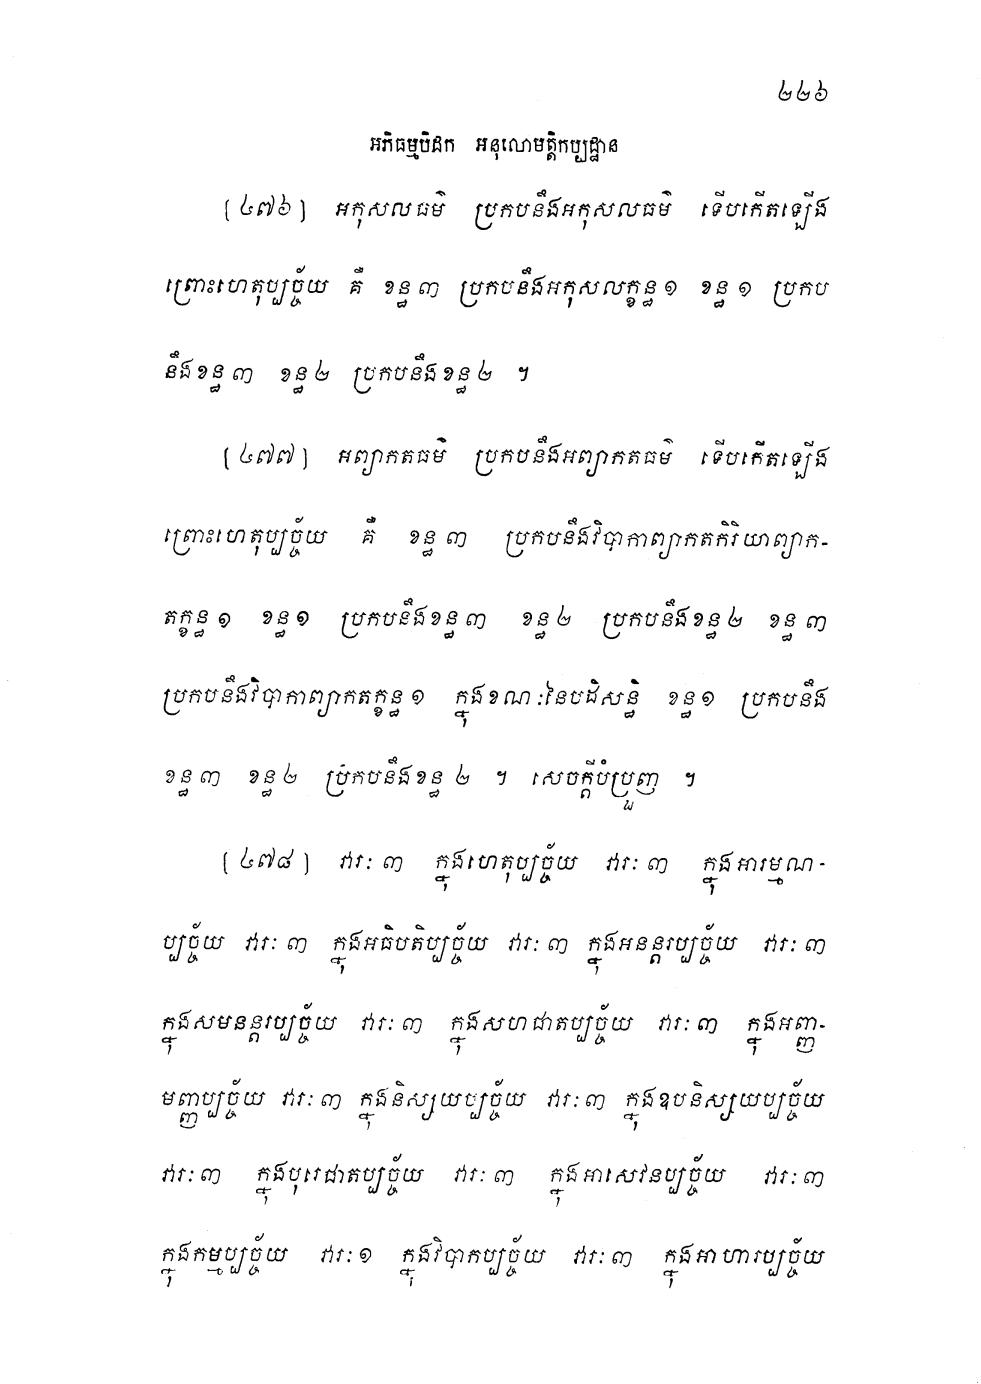 ២២៦
អភិធម្មបិដក អនុលោមត្តិកប្បដ្ឋាន
[៤៧៦] អកុសលធម៌ ប្រកបនឹងអកុសលធម៌ ទើបកើតឡើង
ព្រោះហេតុប្បច្ច័យ គឺ ខន្ធ ៣ ប្រកបនឹងអកុសលក្ខន្ធ ១ ខន្ធ ១ ប្រកប
នឹងខន្ធ ៣ ខន្ធ ២ ប្រកបនឹងខន្ធ ២ ។
[៤៧៧] អព្យាកតធម៌ ប្រកបនឹងអព្យាកតធម៌ ទើបកើតឡើង
ព្រោះហេតុប្បច្ច័យ គឺ ខន្ធ ៣ ប្រកបនឹងវិបាកាព្យាកតកិរិយាព្យាក-
តក្ខន្ធ ១ ខន្ធ ១ ប្រកបនឹងខន្ធ ៣ ខន្ធ ២ ប្រកបនឹងខន្ធ ២ ខន្ធ ៣
ប្រកបនឹងវិបាកាព្យាកតក្ខន្ធ ១ ក្នុងខណៈនៃបដិសន្ធិ ខន្ធ ១ ប្រកបនឹង
ខន្ធ ៣ ខន្ធ ២ ប្រកបនឹងខន្ធ ២ ។ សេចក្តីបំប្រួញ ។
[៤៧៨] វារៈ ៣ ក្នុងហេតុប្បច្ច័យ វារៈ ៣ ក្នុងអារម្មណ-
ប្បច្ច័យ វារៈ ៣ ក្នុងអធិបតិប្បច្ច័យ វារៈ ៣ ក្នុងអនន្តរប្បច្ច័យ វារៈ ៣
ក្នុងសមនន្តរប្បច្ច័យ វារៈ ៣ ក្នុងសហជាតប្បច្ច័យ វារៈ ៣ ក្នុងអញ្ញ-
មញ្ញប្បច្ច័យ វារៈ ៣ ក្នុងនិស្សយប្បច្ច័យ វារៈ ៣ ក្នុងឧបនិស្សយប្បច្ច័យ
វារៈ ៣ ក្នុងបុរេជាតប្បច្ច័យ វារៈ ៣ ក្នុងអាសេវនប្បច្ច័យ វារៈ ៣
ក្នុងកម្មប្បច្ច័យ វារៈ ១ ក្នុងវិបាកប្បច្ច័យ វារៈ ៣ ក្នុងអាហារប្បច្ច័យ